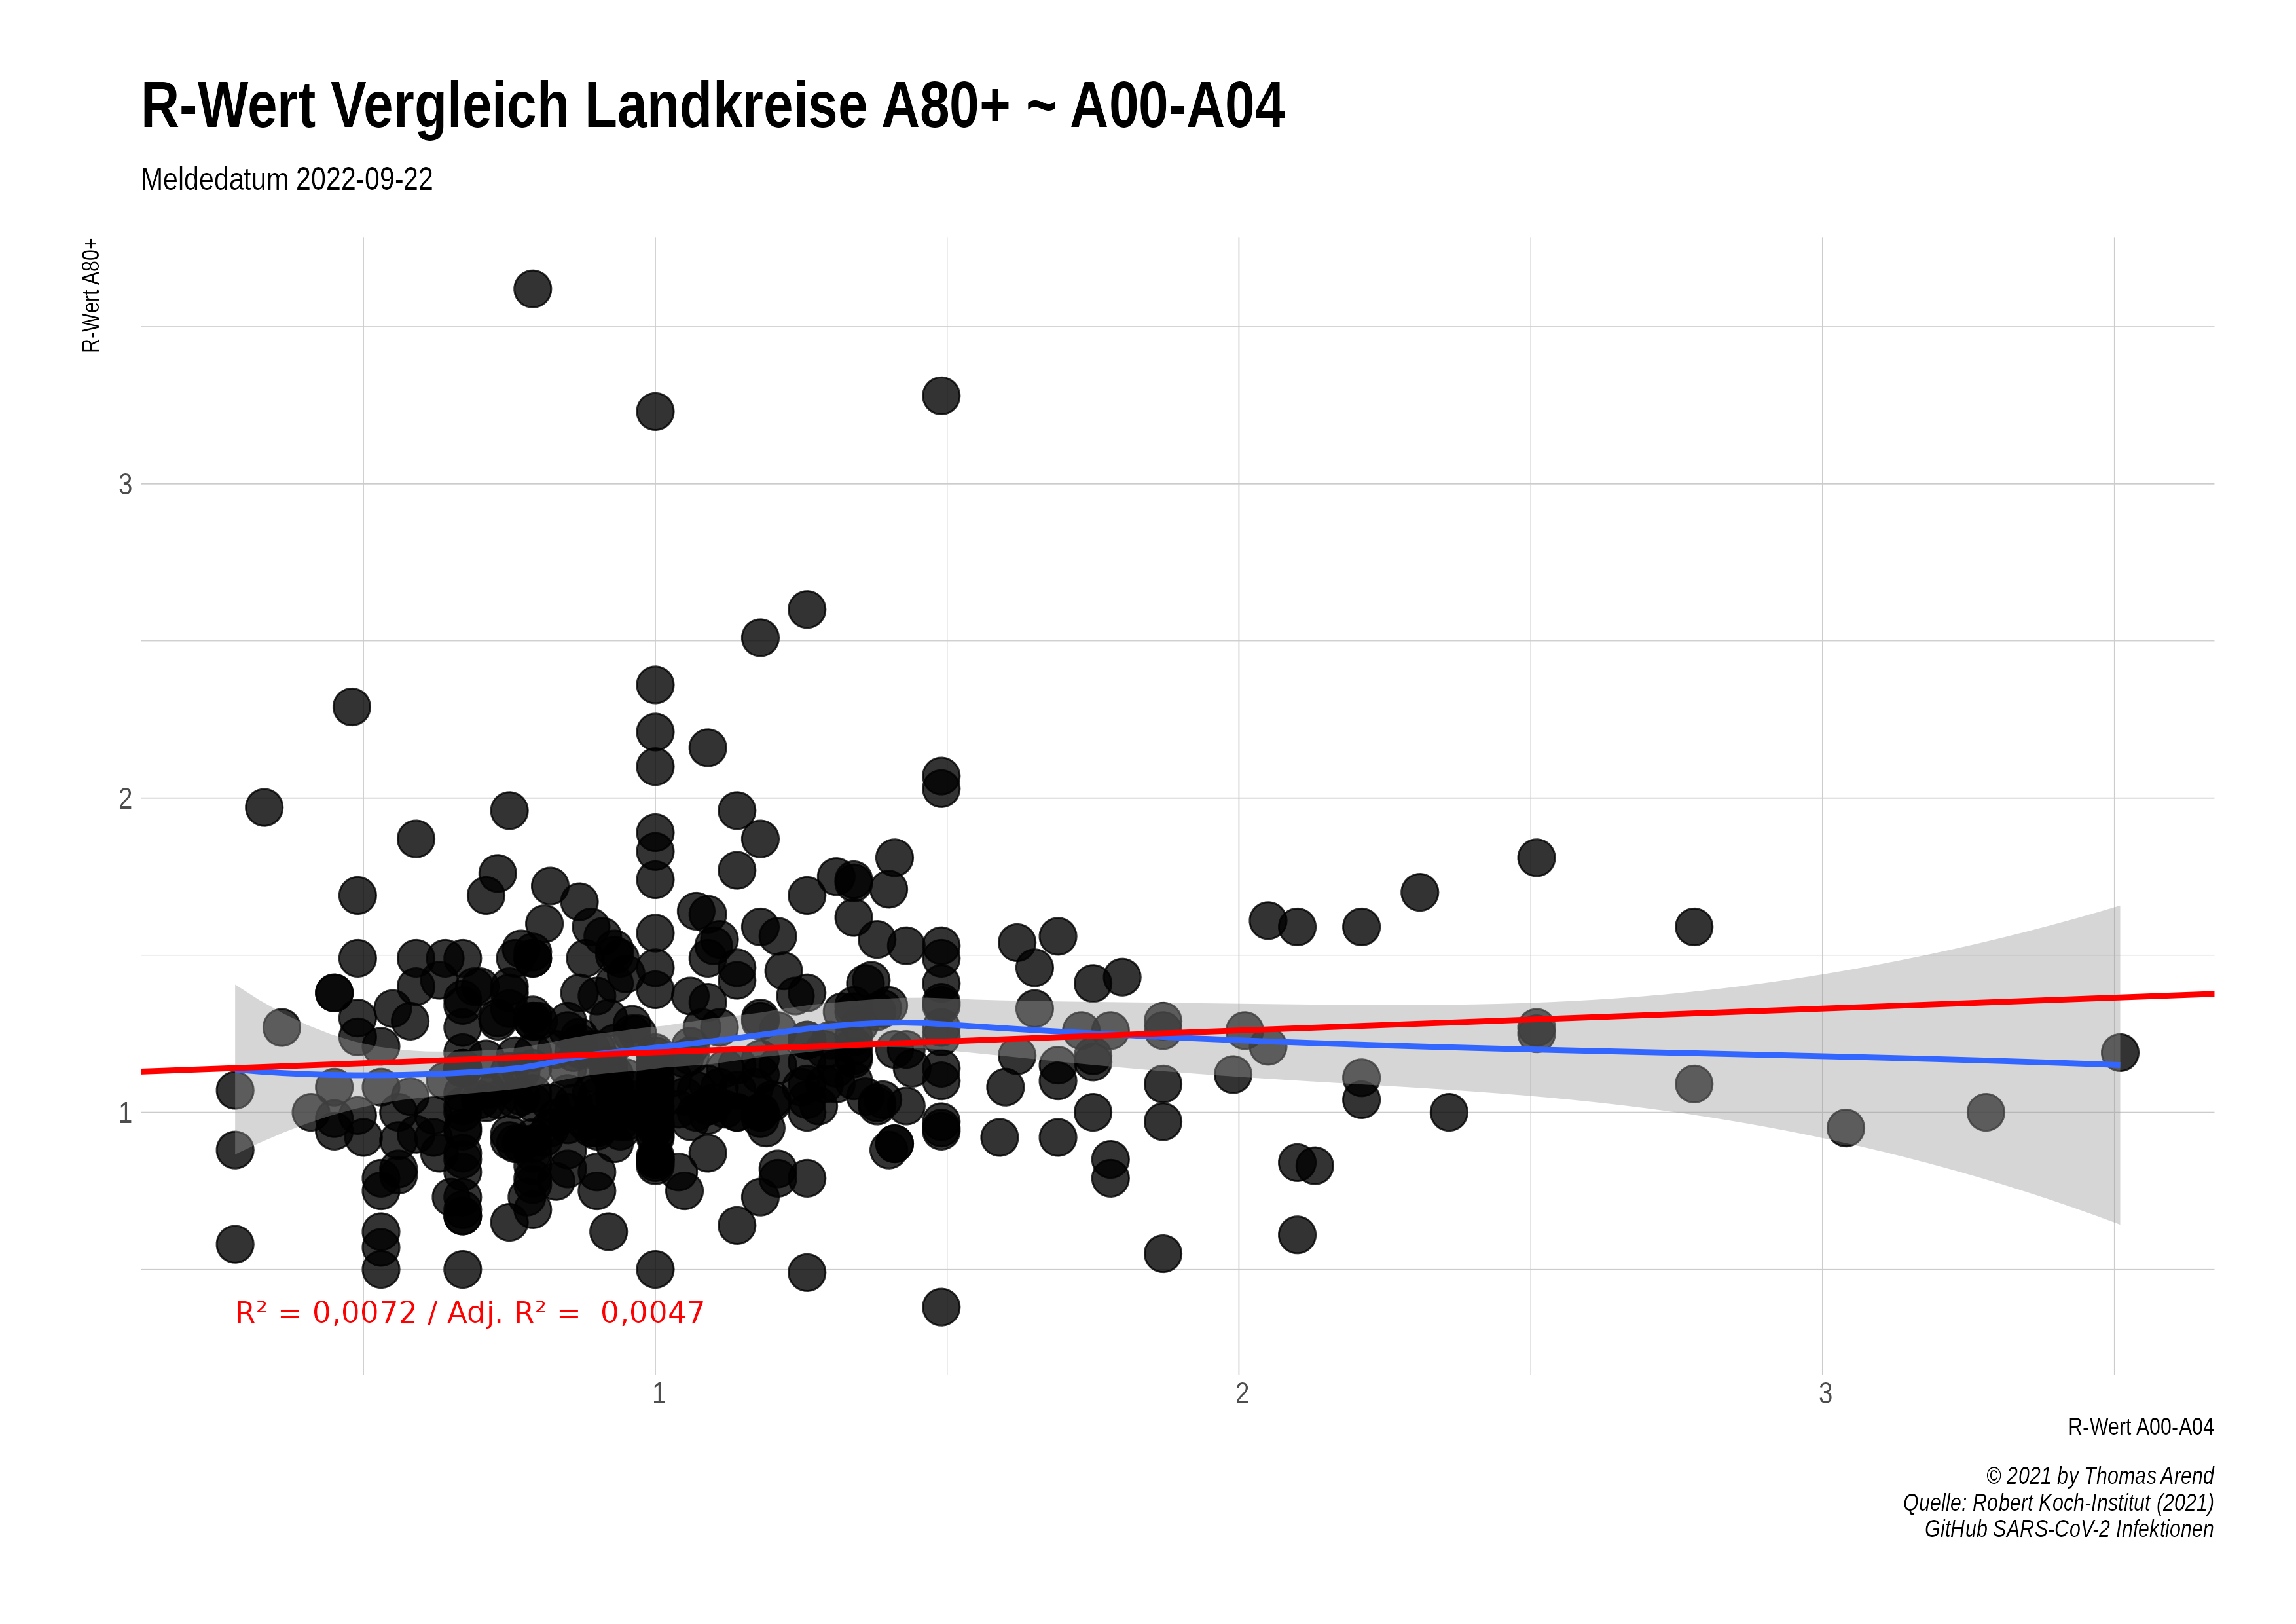 R-Wert Vergleich Landkreise A80+ ~ A00-A04
Meldedatum 2022-09-22
R-Wert A80+
3
2
1
R² = 0,0072 / Adj. R² =  0,0047
1
2
3
R-Wert A00-A04
© 2021 by Thomas Arend
Quelle: Robert Koch-Institut (2021)
GitHub SARS-CoV-2 Infektionen